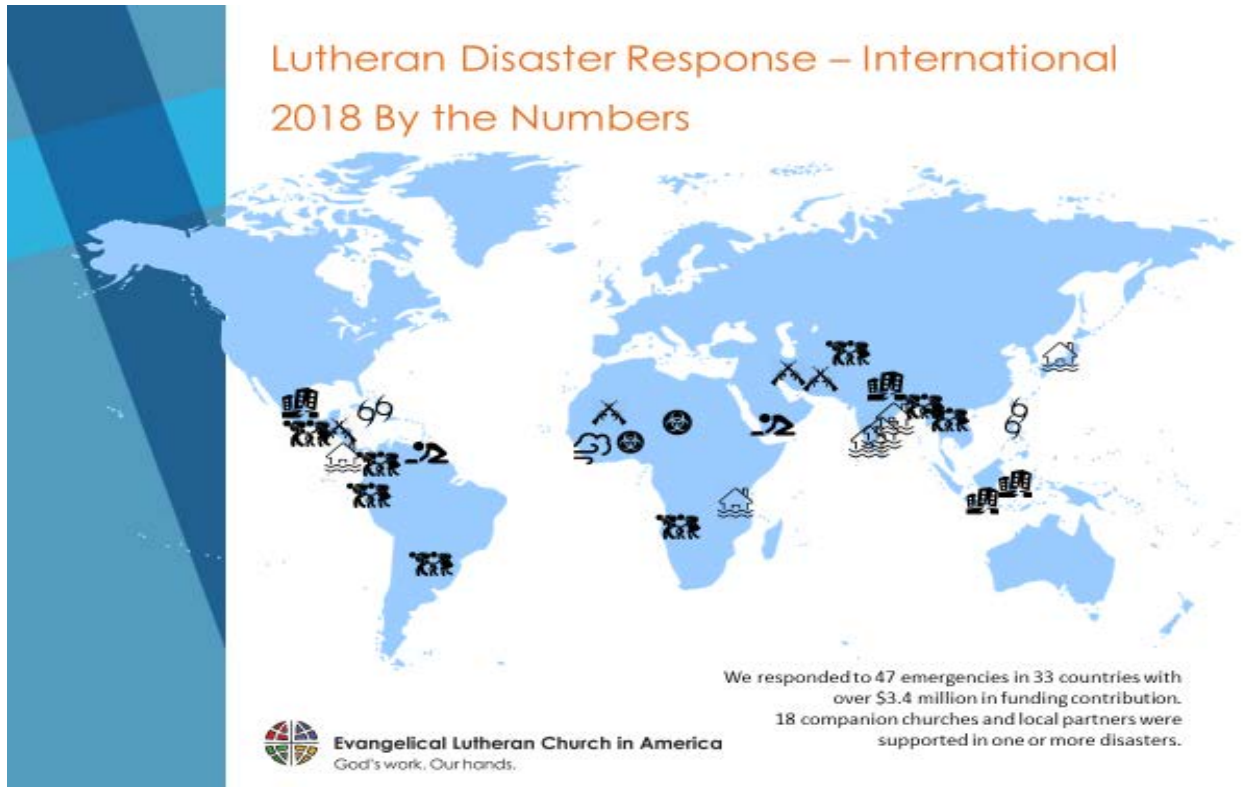 Lutheran Disaster Response – International
2018 By the Numbers
We responded to 47 emergencies in 33 countries with
over $3.4 million in funding contribution.
18 companion churches and local partners were
supported in one or more disasters.
Evangelical Lutheran Church in America
God's work. Our hands.